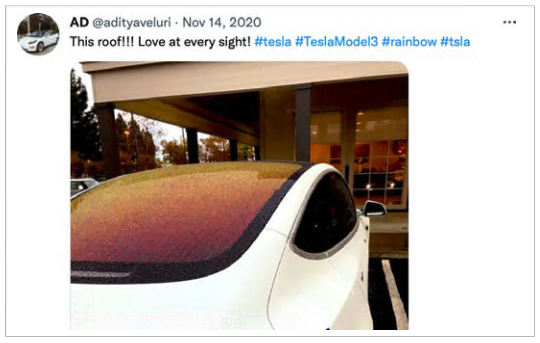 AD @adityaveluri · Nov 14, 2020
This roof!!! Love at every sight! #tesla #TeslaModel3 #rainbow #tsla